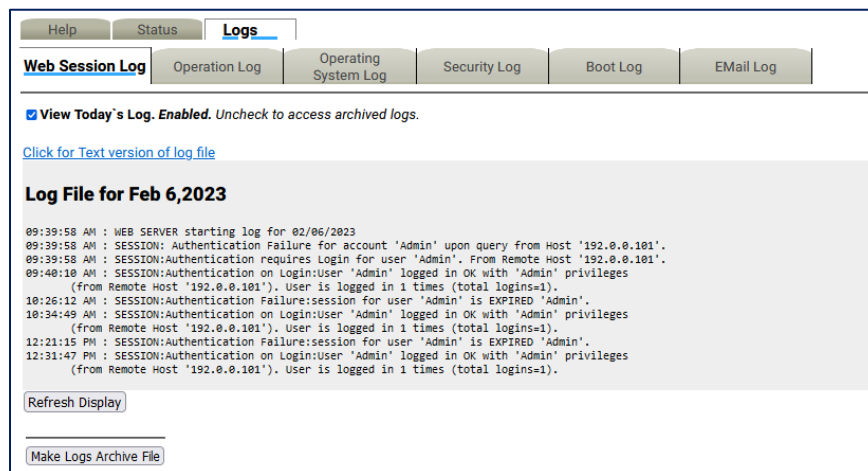 Help Status Logs
Web Session Log Operation Log Operating System Log Security Log Boot Log EMail Log
View Today`s Log. Enabled. Uncheck to access archived logs.
Click for Text version of log file
Log File for Feb 6,2023
09:39:58 AM : WEB SERVER starting log for 02/06/2023
09:39:58 AM : SESSION: Authentication Failure for account 'Admin' upon query from Host '192.0.0.101'.
09:39:58 AM : SESSION:Authentication requires Login for user 'Admin'. From Remote Host '192.0.0.101').
09:40:10 AM : SESSION:Authentication on Login:User 'Admin' logged in OK with 'Admin' privileges
(from Remote Host '192.0.0.101'). User is logged in 1 times (total logins=1).
10:26:12 AM : SESSION:Authentication Failure:session for user 'Admin' is EXPIRED 'Admin'.
10:34:49 AM : SESSION:Authentication on Login:User 'Admin' logged in OK with 'Admin' privileges
(from Remote Host '192.0.0.101'). User is logged in 1 times (total logins=1).
12:21:15 PM : SESSION:Authentication Failure:session for user 'Admin' is EXPIRED 'Admin'.
12:31:47 PM : SESSION:Authentication on Login:User 'Admin' logged in OK with 'Admin' privileges
(from Remote Host '192.0.0.101'). User is logged in 1 times (total logins=1).
Refresh Display
Make Logs Archive File